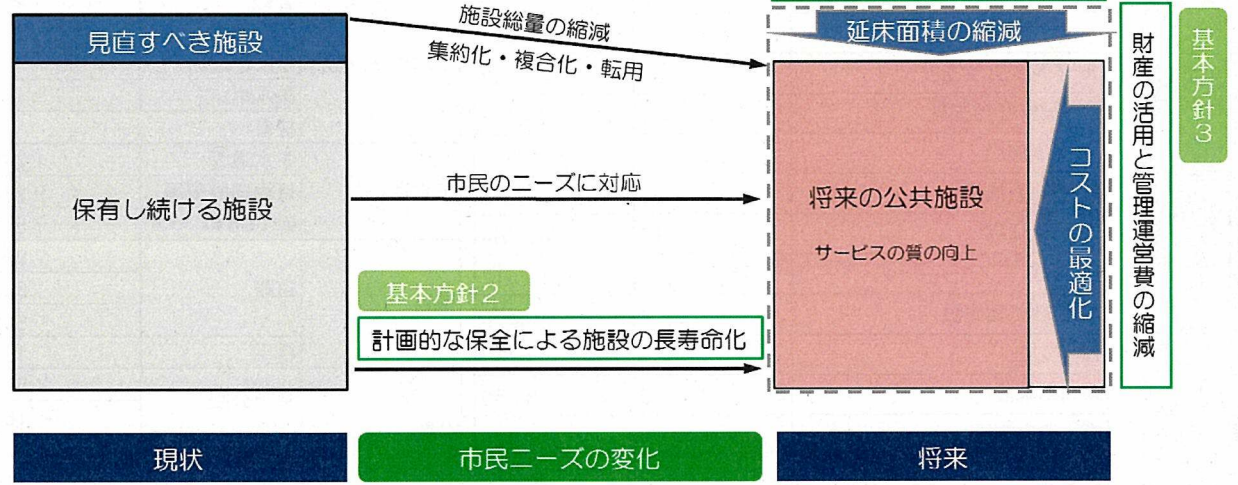 見直すべき施設
保有し続ける施設
施設総量の縮減
集約化・複合化・転用
市民のニーズに対応
基本方針2
計画的な保全による施設の長寿命化
延床面積の縮減
将来の公共施設
サービスの質の向上
コストの最適化
財産の活用と管理運営費の縮減
基本方針3
現状
市民ニーズの変化
将来